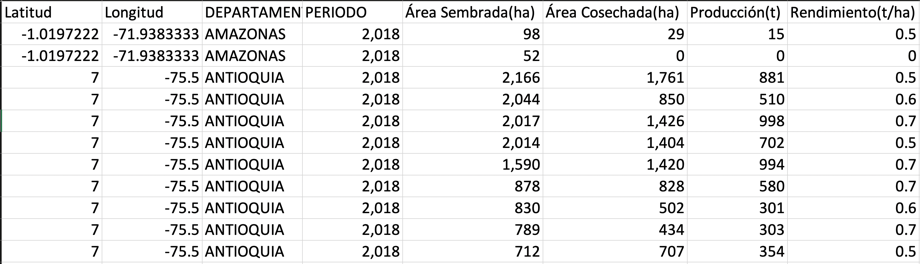 Latitud Longitud DEPARTAMEN PERIODO Área Sembrada(ha) Área Cosechada(ha) Producción(t) Rendimiento(t/ha)
-1.0197222 -71.9383333 AMAZONAS 2,018 98 29 15 0.5
-1.0197222 -71.9383333 AMAZONAS 2,018 52 0 0 0
7 -75.5 ANTIOQUIA 2,018 2,166 1,761 881 0.5
7 -75.5 ANTIOQUIA 2,018 2,044 850 510 0.6
7 -75.5 ANTIOQUIA 2,018 2,017 1,426 998 0.7
7 -75.5 ANTIOQUIA 2,018 2,014 1,404 702 0.5
7 -75.5 ANTIOQUIA 2,018 1,590 1,420 994 0.7
7 -75.5 ANTIOQUIA 2,018 878 828 580 0.7
7 -75.5 ANTIOQUIA 2,018 830 502 301 0.6
7 -75.5 ANTIOQUIA 2,018 789 434 303 0.7
7 -75.5 ANTIOQUIA 2,018 712 707 354 0.5